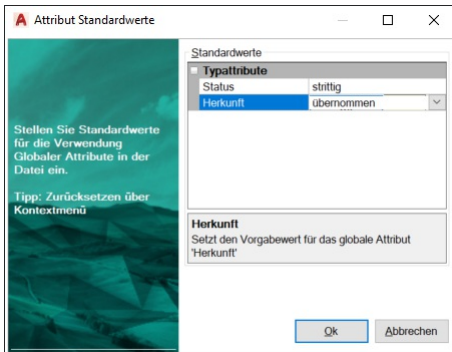 Attribut Standardwerte
Stellen Sie Standardwerte
für die Verwendung
Globaler Attribute in der
Datei ein.
Tipp: Zurücksetzen über
Kontextmenü
Standardwerte
Typattribute
Status strittig
Herkunft übernommen
Herkunft
Setzt den Vorgabewert für das globale Attribut
'Herkunft'
Ok Abbrechen